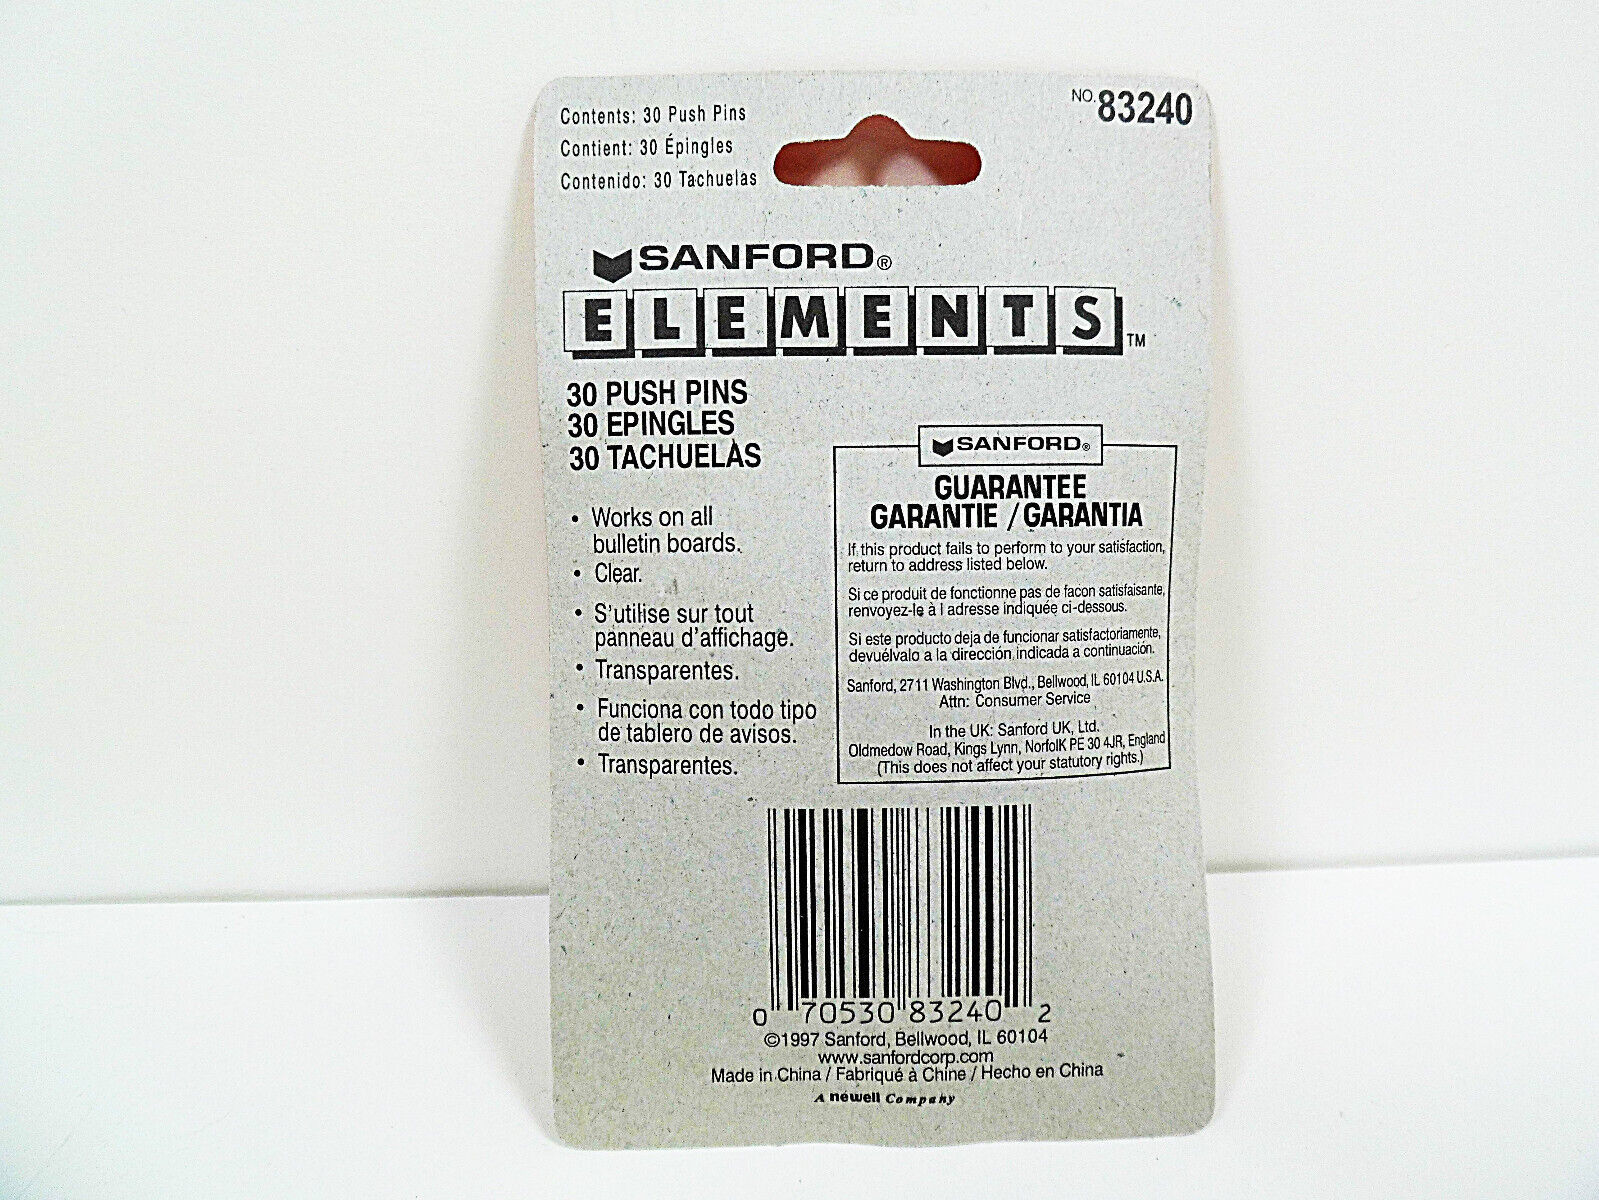 Contents: 30 Push Pins
Contient: 30 Épingles
Contenido: 30 Tachuelas
NO. 83240
SANFORD®
ELEMENTS™
30 PUSH PINS
30 EPINGLES
30 TACHUELAS
• Works on all
bulletin boards.
• Clear.
• S'utilise sur tout
panneau d'affichage.
• Transparentes.
• Funciona con todo tipo
de tablero de avisos.
• Transparentes.
SANFORD®
GUARANTEE
GARANTIE / GARANTIA
If this product fails to perform to your satisfaction,
return to address listed below.
Si ce produit de fonctionne pas de facon satisfaisante,
renvoyez-le à l adresse indiquée ci-dessous.
Si este producto deja de funcionar satisfactoriamente,
devuélvalo a la dirección indicada a continuación.
Sanford, 2711 Washington Blvd., Bellwood, IL 60104 U.S.A.
Attn: Consumer Service
In the UK: Sanford UK, Ltd.
Oldmedow Road, Kings Lynn, Norfolk PE 30 4JR, England
(This does not affect your statutory rights.)
0 70530 83240 2
©1997 Sanford, Bellwood, IL 60104
www.sanfordcorp.com
Made in China / Fabriqué à Chine / Hecho en China
A newell Company